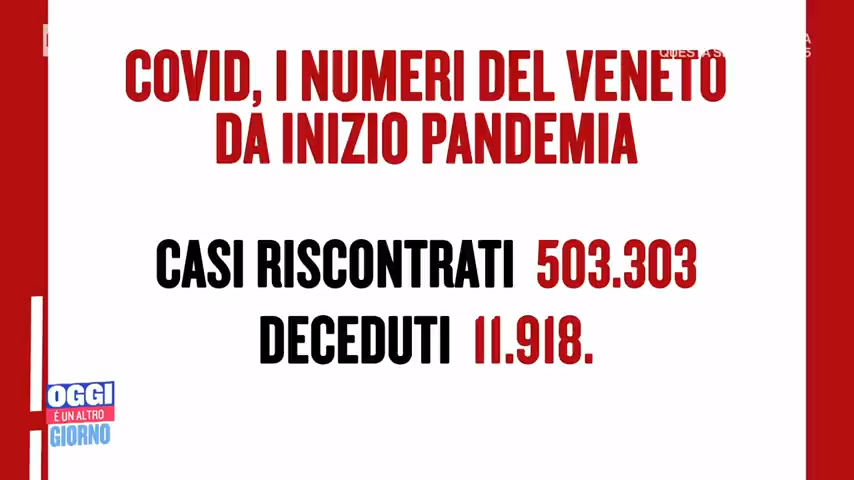 COVID, I NUMERI DEL VENETO
DA INIZIO PANDEMIA
CASI RISCONTRATI 503.303
DECEDUTI 11.918.
OGGI
È UN ALTRO
GIORNO